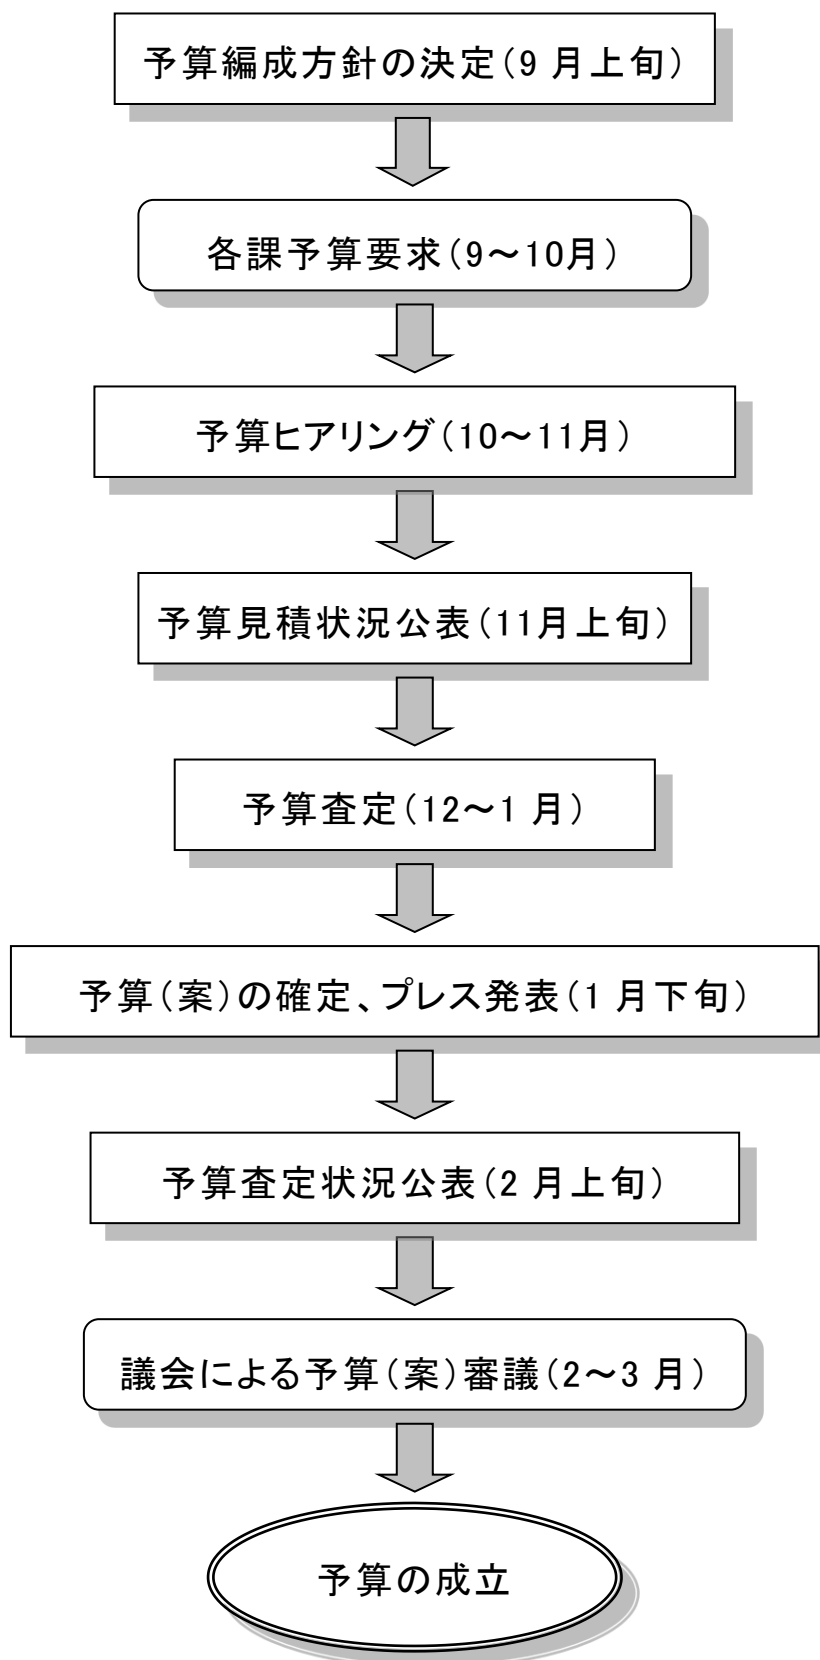 予算編成方針の決定(9 月上旬)
各課予算要求(9~10月)
予算ヒアリング(10~11月)
予算見積状況公表(11月上旬)
予算査定(12~1 月)
予算(案)の確定、プレス発表(1 月下旬)
予算査定状況公表(2 月上旬)
議会による予算(案)審議(2~3 月)
予算の成立